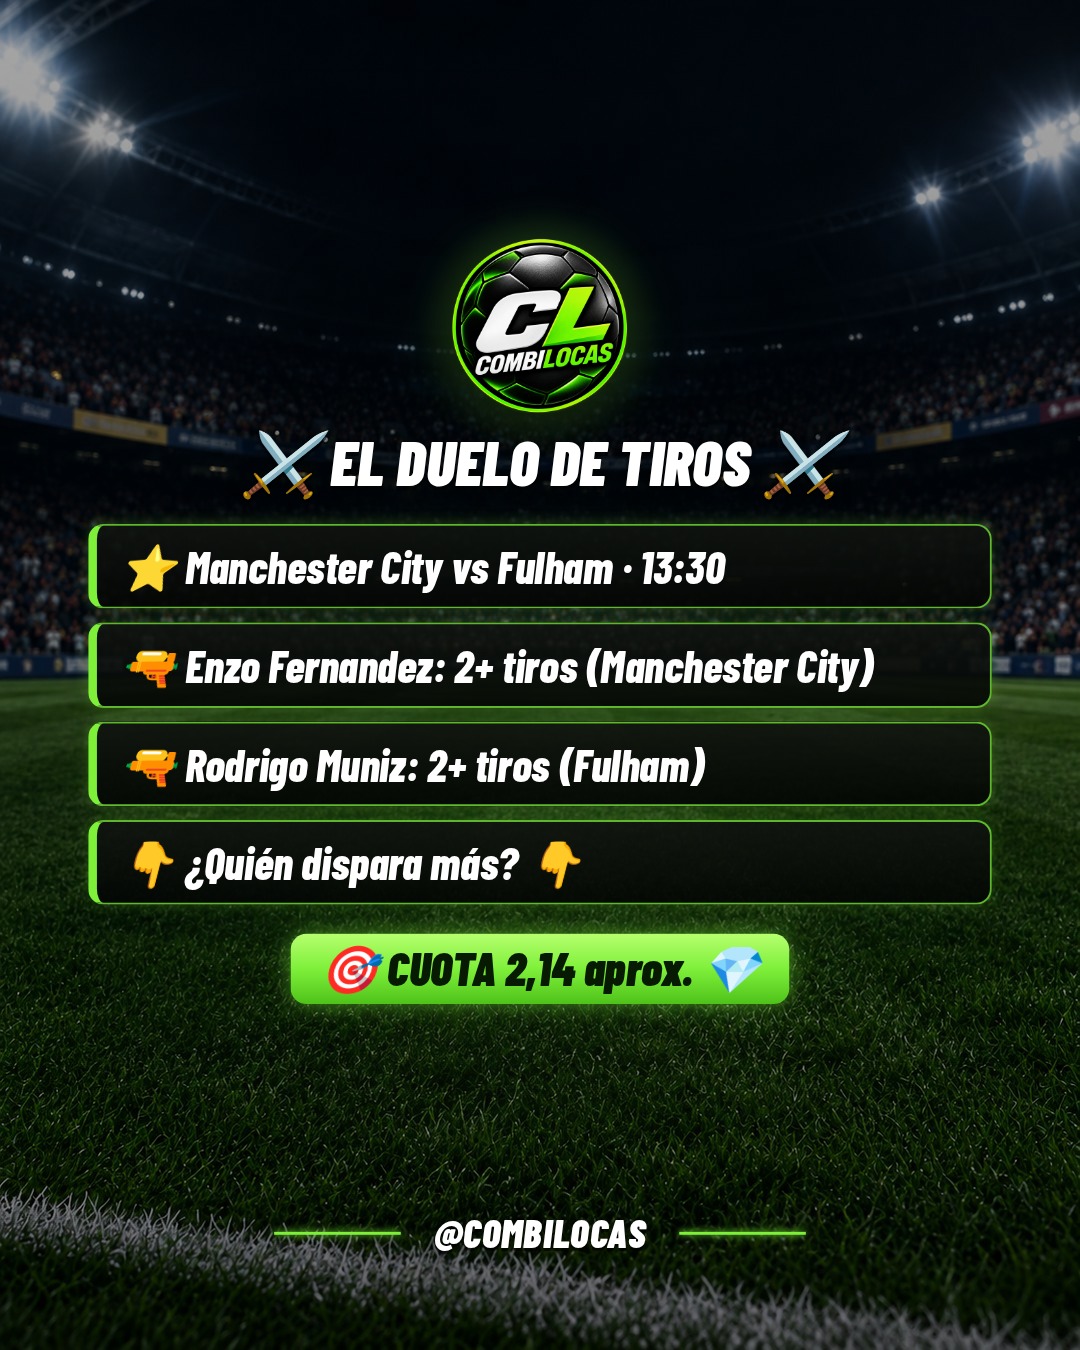 CL
COMBILOCAS
⚔️ EL DUELO DE TIROS ⚔️
⭐ Manchester City vs Fulham · 13:30
🔫 Enzo Fernandez: 2+ tiros (Manchester City)
🔫 Rodrigo Muniz: 2+ tiros (Fulham)
👇 ¿Quién dispara más? 👇
🎯 CUOTA 2,14 aprox. 💎
@COMBILOCAS